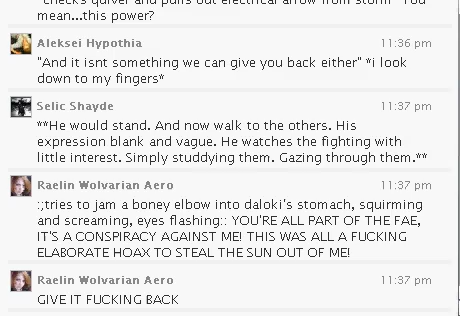 *checks quiver and pulls out electrical arrow from storm* "You
mean...this power?
Aleksei Hypothia 11:36 pm
"And it isnt something we can give you back either" *i look
down to my fingers*
Selic Shayde 11:37 pm
**He would stand. And now walk to the others. His
expression blank and vague. He watches the fighting with
little interest. Simply studdying them. Gazing through them.**
Raelin Wolvarian Aero 11:37 pm
:;tries to jam a boney elbow into daloki's stomach, squirming
and screaming, eyes flashing:: YOU'RE ALL PART OF THE FAE,
IT'S A CONSPIRACY AGAINST ME! THIS WAS ALL A FUCKING
ELABORATE HOAX TO STEAL THE SUN OUT OF ME!
Raelin Wolvarian Aero 11:37 pm
GIVE IT FUCKING BACK